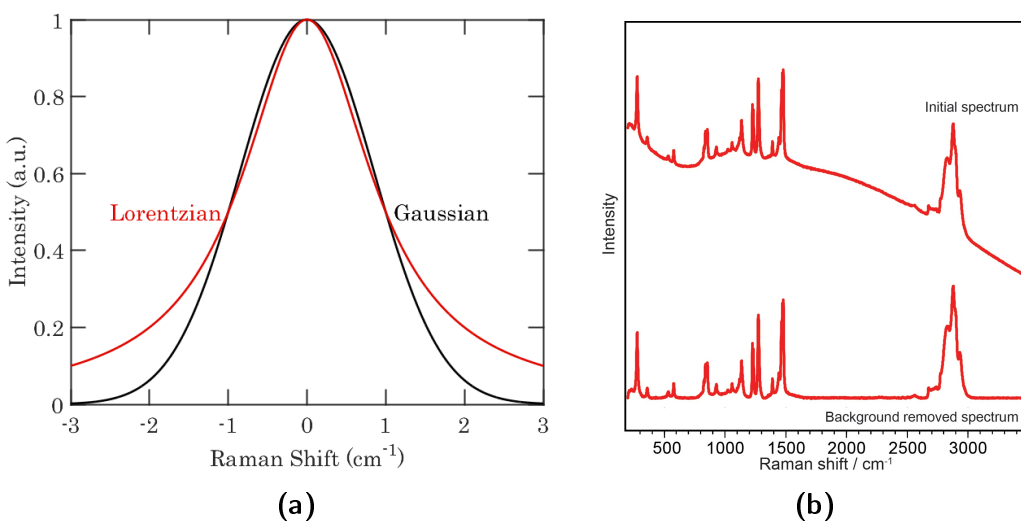 1
0.8
0.6
0.4
0.2
0
Intensity (a.u.)
Lorentzian
Gaussian
-3 -2 -1 0 1 2 3
Raman Shift (cm-1)
(a)
Initial spectrum
Intensity
Background removed spectrum
500 1000 1500 2000 2500 3000
Raman shift / cm-1
(b)